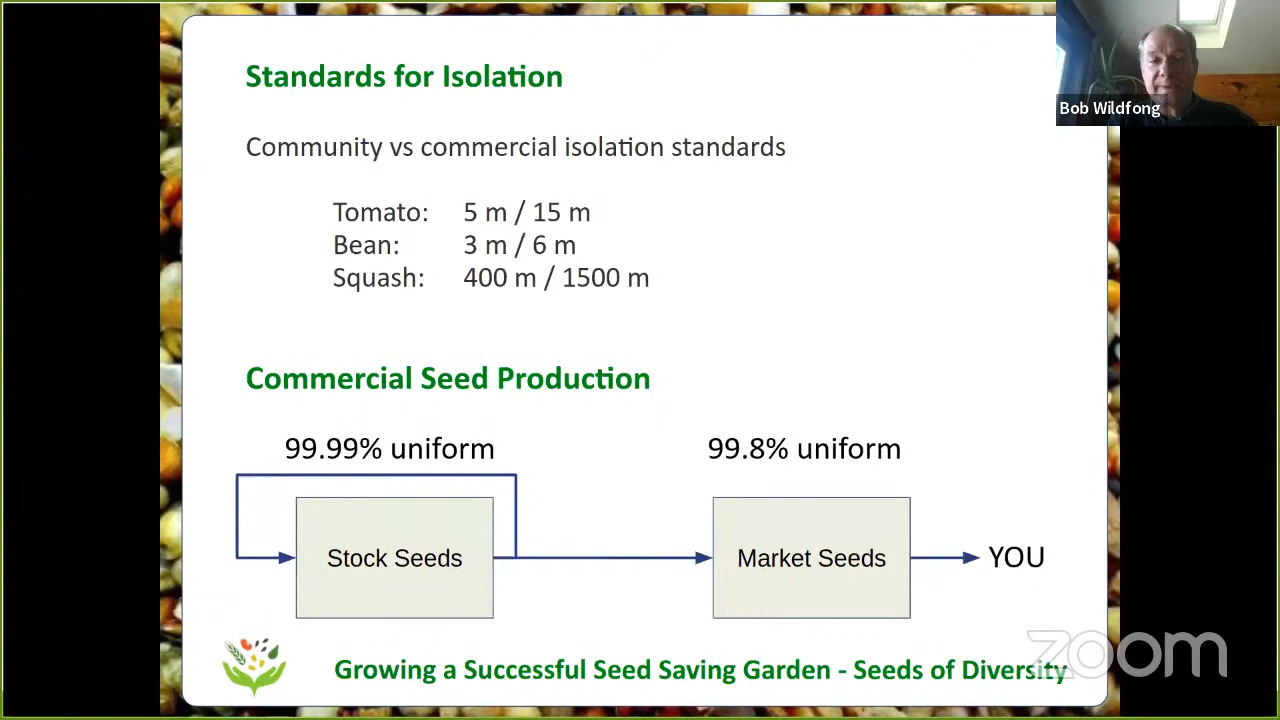 Standards for Isolation
Bob Wildfong
Community vs commercial isolation standards
Tomato: 5 m / 15 m
Bean: 3 m / 6 m
Squash: 400 m / 1500 m
Commercial Seed Production
99.99% uniform
99.8% uniform
Stock Seeds
Market Seeds
YOU
Growing a Successful Seed Saving Garden - Seeds of Diversity
zoom